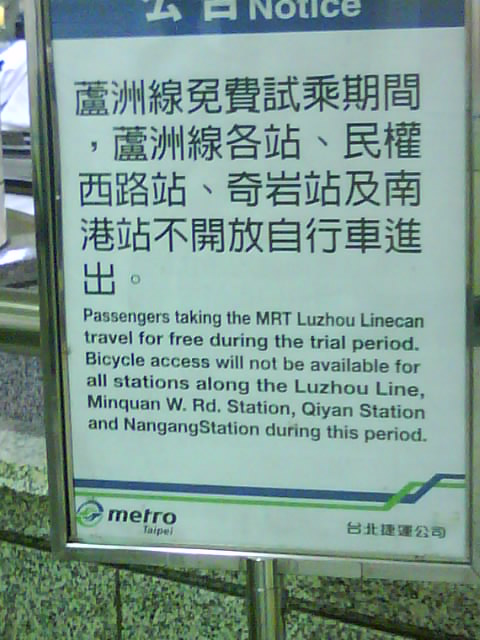 公告 Notice
蘆洲線免費試乘期間
,蘆洲線各站、民權
西路站、奇岩站及南
港站不開放自行車進
出。
Passengers taking the MRT Luzhou Linecan
travel for free during the trial period.
Bicycle access will not be available for
all stations along the Luzhou Line,
Minquan W. Rd. Station, Qiyan Station
and NangangStation during this period.
metro
Taipei
台北捷運公司